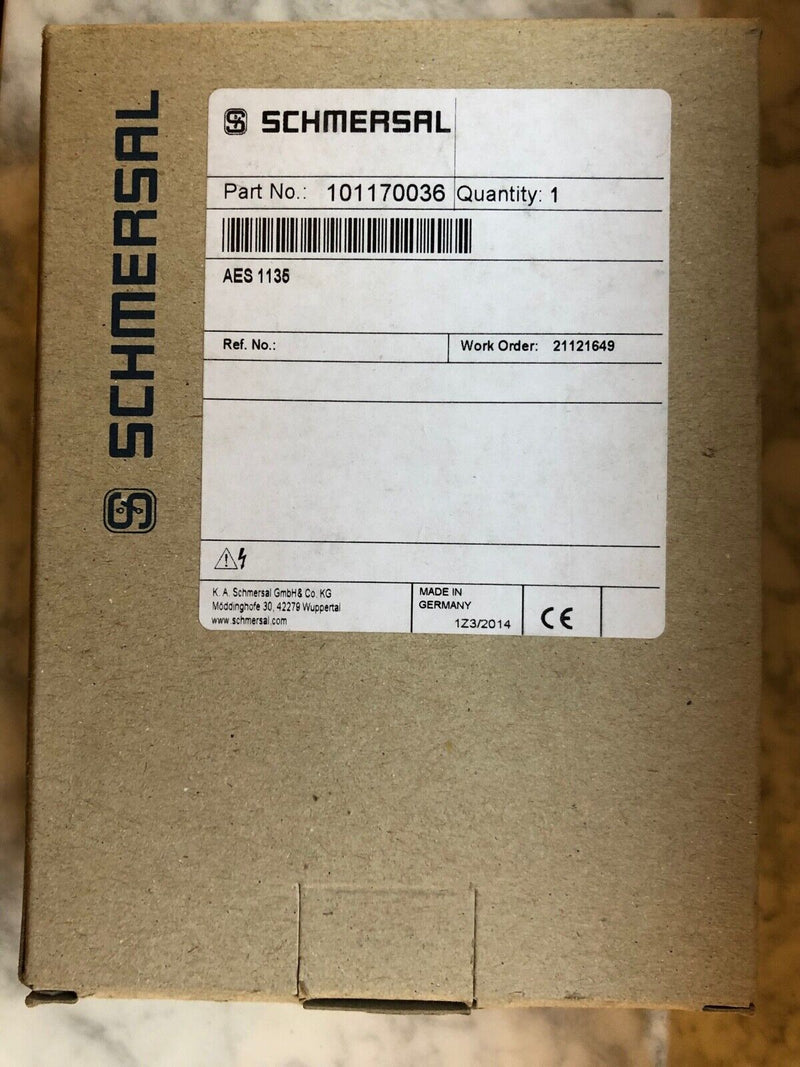 SCHMERSAL
SCHMERSAL
Part No.: 101170036 Quantity: 1
AES 1135
Ref. No.: Work Order: 21121649
K. A. Schmersal GmbH & Co. KG
Möddinghofe 30, 42279 Wuppertal
www.schmersal.com
MADE IN
GERMANY
1Z3/2014
CE